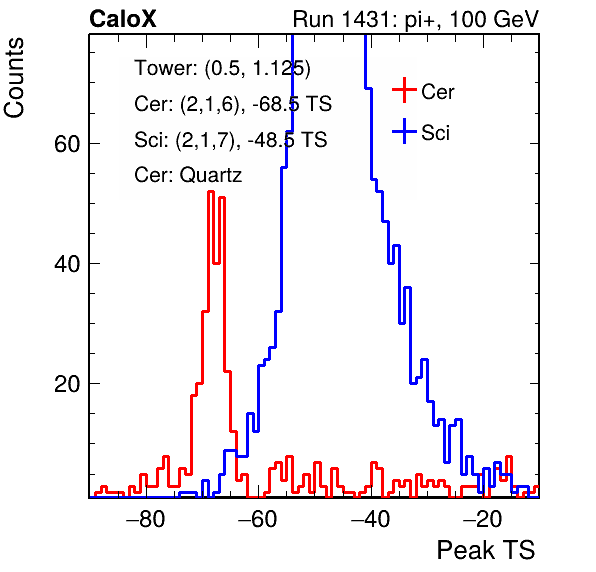 CaloX Run 1431: pi+, 100 GeV
Counts
Tower: (0.5, 1.125)
Cer: (2,1,6), -68.5 TS
Sci: (2,1,7), -48.5 TS
Cer: Quartz
Cer
Sci
60
40
20
−80 −60 −40 −20
Peak TS